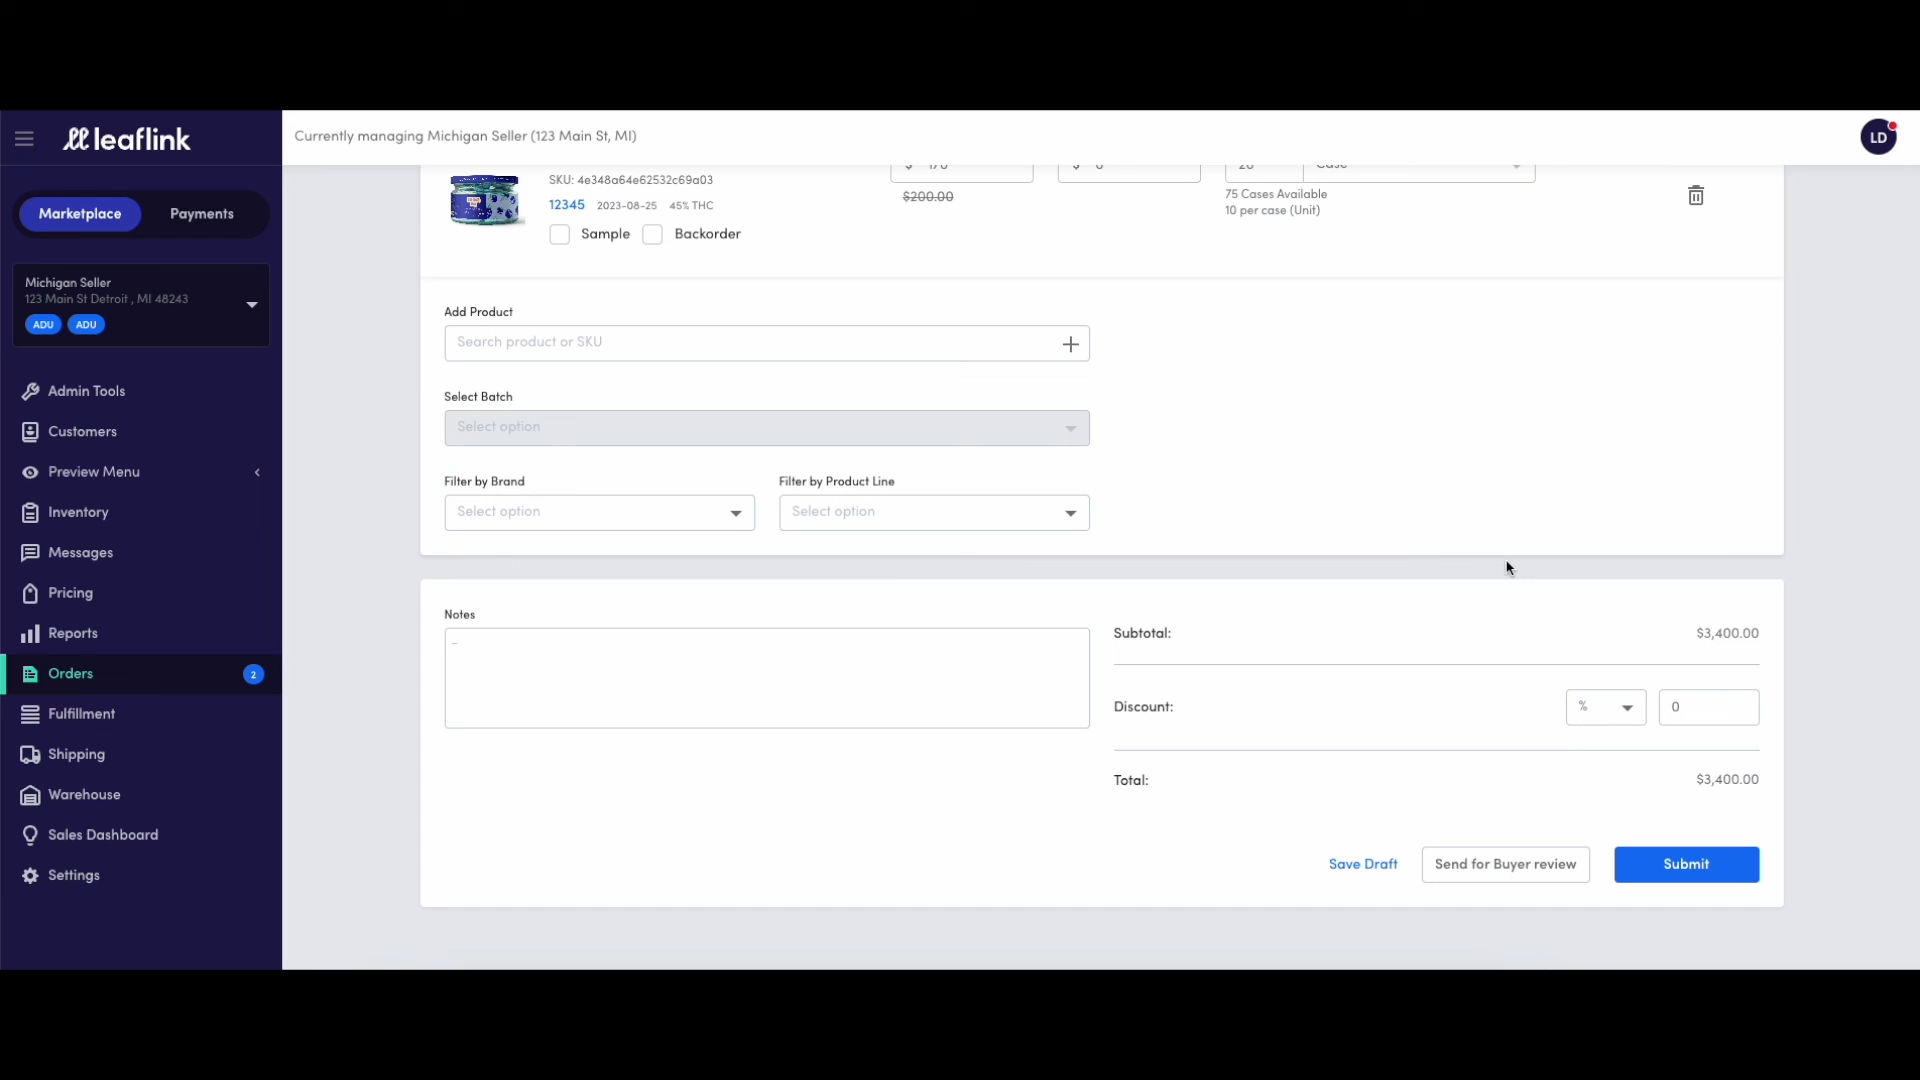 leaflink
Currently managing Michigan Seller (123 Main St, MI)
LD
Marketplace
Payments
Michigan Seller
123 Main St Detroit , MI 48243
ADU ADU
Admin Tools
Customers
Preview Menu
Inventory
Messages
Pricing
Reports
Orders 2
Fulfillment
Shipping
Warehouse
Sales Dashboard
Settings
SKU: 4e348a64e62532c69a03
12345 2023-08-25 45% THC
Sample Backorder
$200.00
75 Cases Available
10 per case (Unit)
Add Product
Search product or SKU
Select Batch
Select option
Filter by Brand Filter by Product Line
Select option Select option
Notes
-
Subtotal: $3,400.00
Discount: % 0
Total: $3,400.00
Save Draft Send for Buyer review Submit